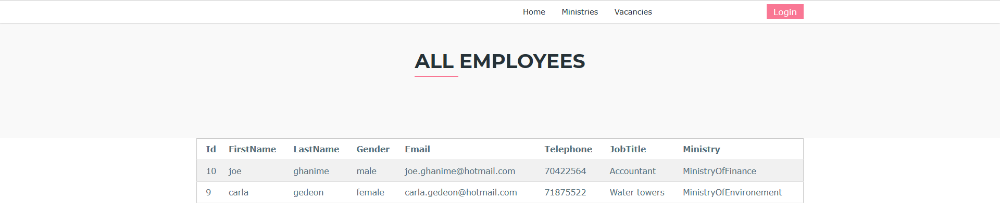 Home Ministries Vacancies Login
ALL EMPLOYEES
Id FirstName LastName Gender Email Telephone JobTitle Ministry
10 joe ghanime male joe.ghanime@hotmail.com 70422564 Accountant MinistryOfFinance
9 carla gedeon female carla.gedeon@hotmail.com 71875522 Water towers MinistryOfEnvironement